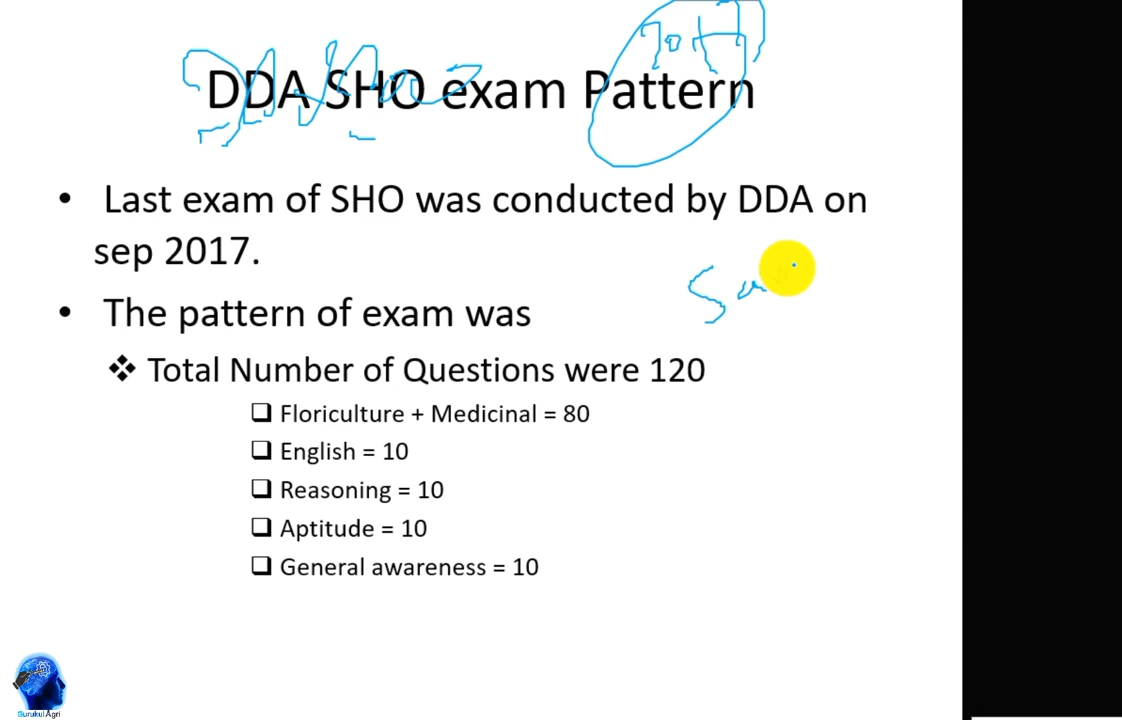 DDA SHO exam Pattern
• Last exam of SHO was conducted by DDA on
sep 2017.
• The pattern of exam was
❖ Total Number of Questions were 120
❑ Floriculture + Medicinal = 80
❑ English = 10
❑ Reasoning = 10
❑ Aptitude = 10
❑ General awareness = 10
Gurukul Agri